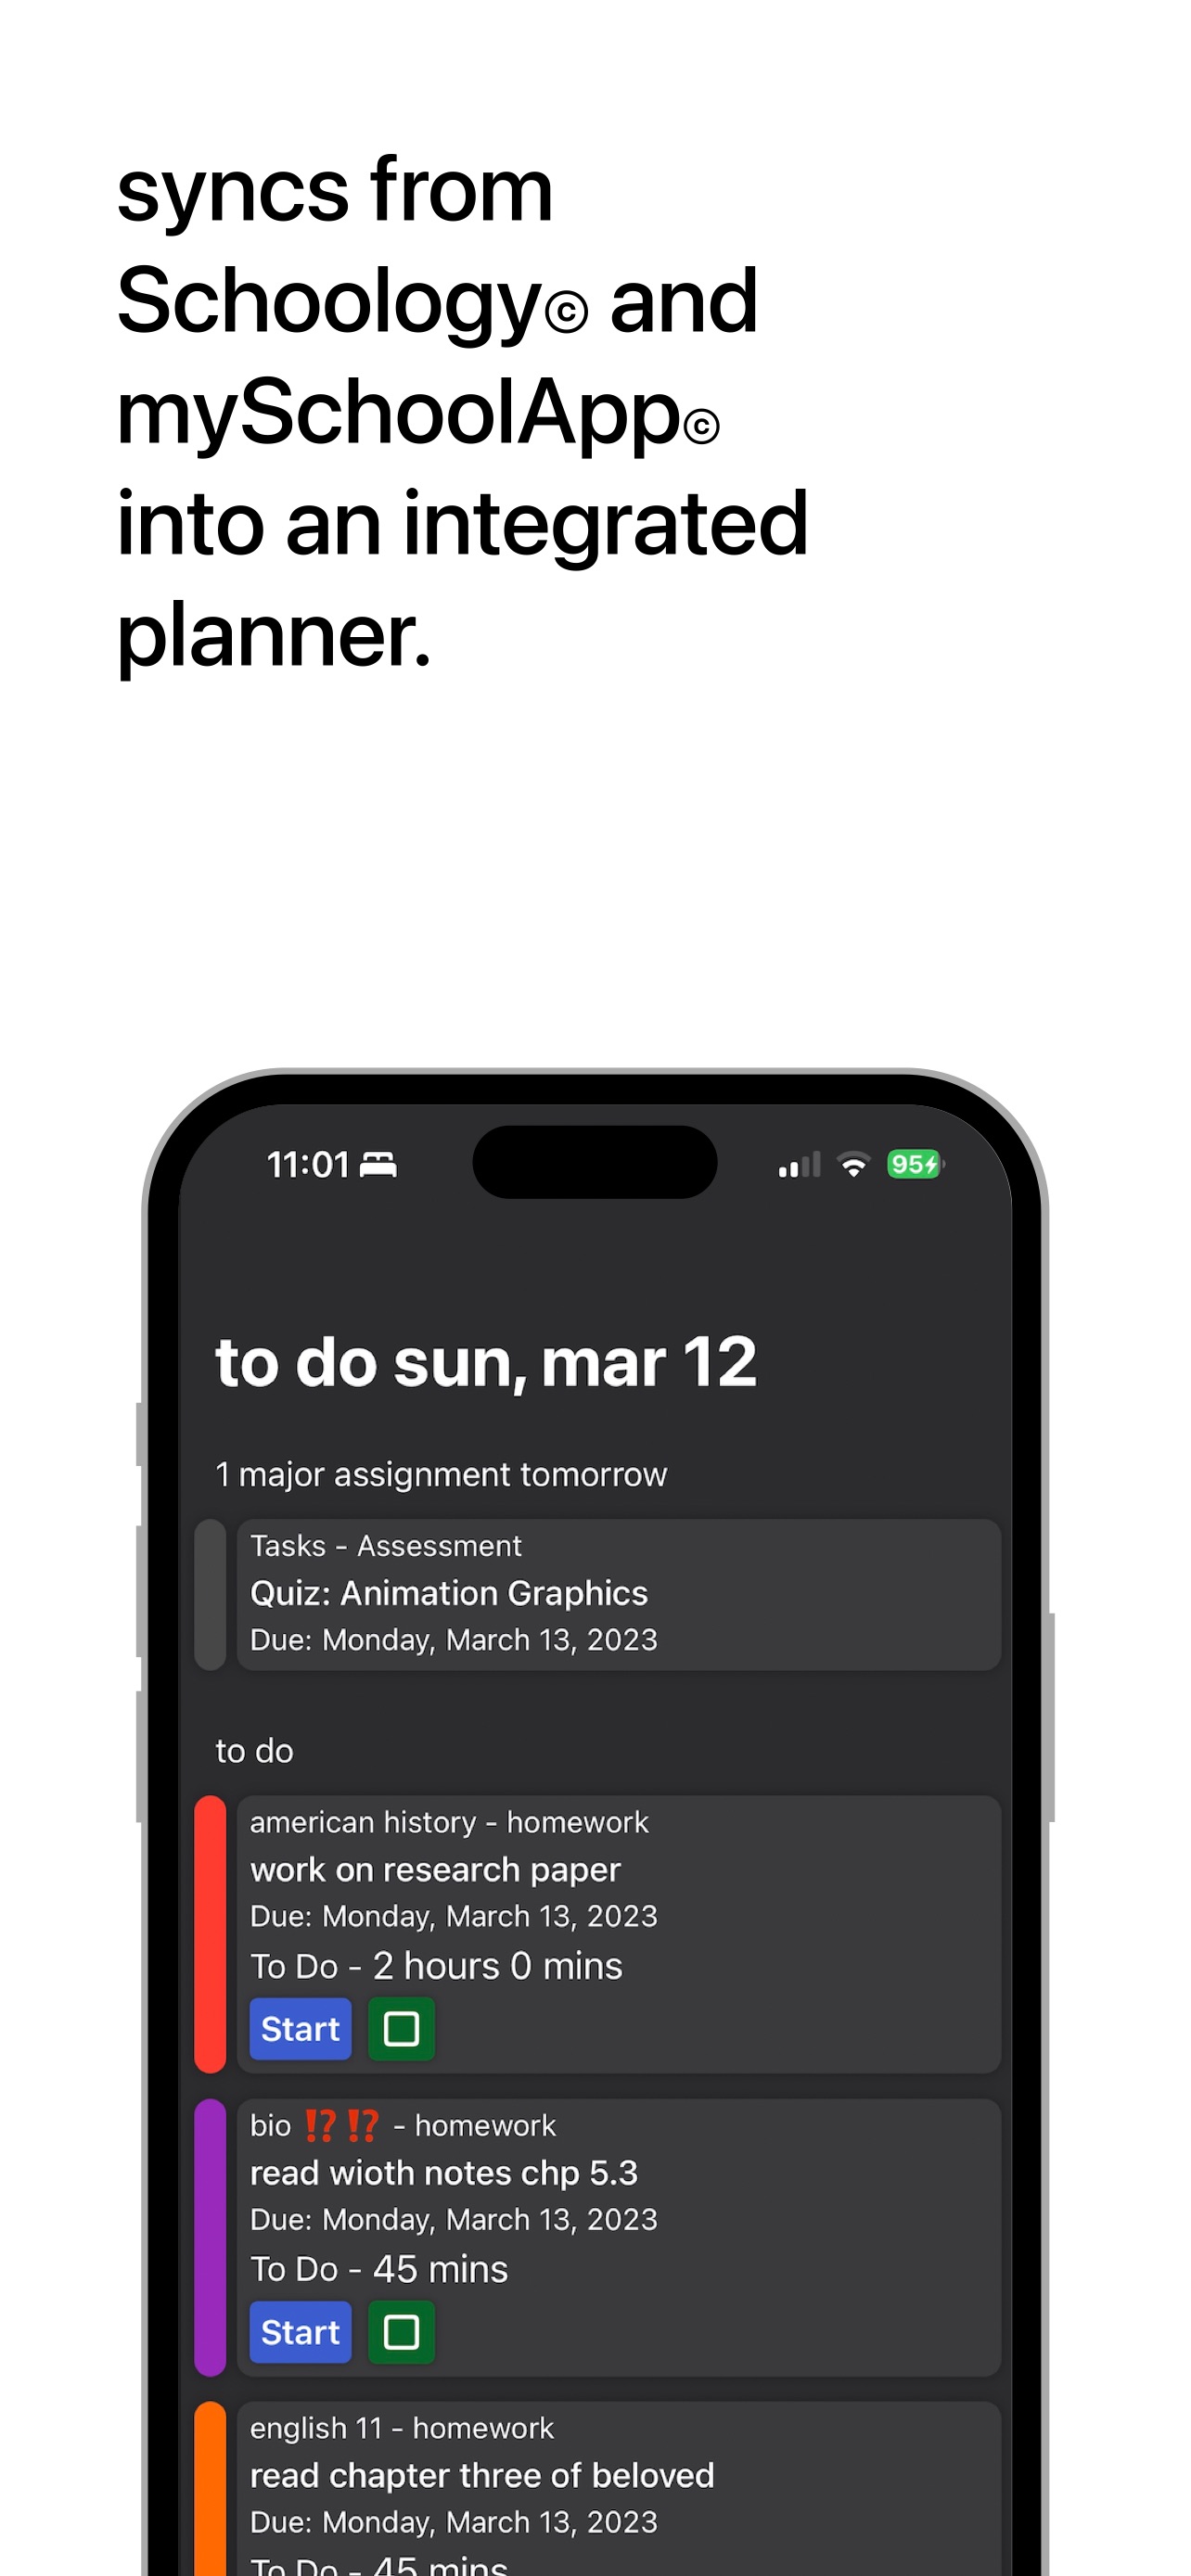 syncs from
Schoology© and
mySchoolApp©
into an integrated
planner.
11:01
95
to do sun, mar 12
1 major assignment tomorrow
Tasks - Assessment
Quiz: Animation Graphics
Due: Monday, March 13, 2023
to do
american history - homework
work on research paper
Due: Monday, March 13, 2023
To Do - 2 hours 0 mins
Start
bio ⁉️⁉️ - homework
read wioth notes chp 5.3
Due: Monday, March 13, 2023
To Do - 45 mins
Start
english 11 - homework
read chapter three of beloved
Due: Monday, March 13, 2023
To Do - 45 mins